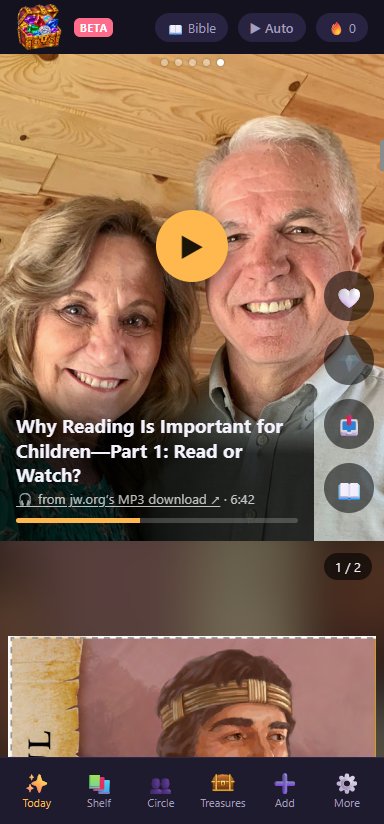 BETA
Bible
Auto
0
Why Reading Is Important for
Children—Part 1: Read or
Watch?
from jw.org's MP3 download ↗ · 6:42
1 / 2
Today
Shelf
Circle
Treasures
Add
More